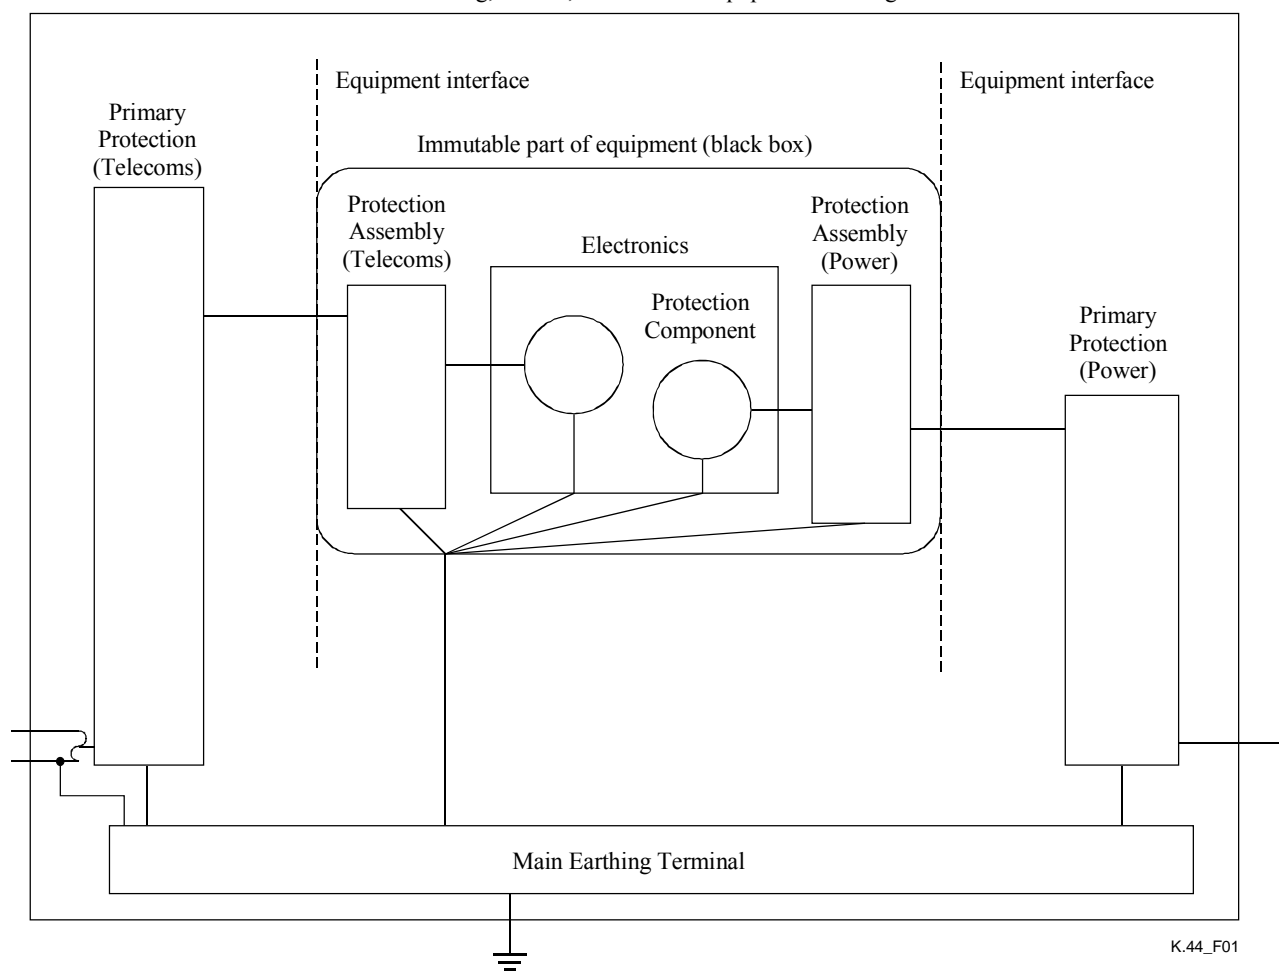 Equipment interface
Equipment interface
Primary
Protection
(Telecoms)
Immutable part of equipment (black box)
Protection
Assembly
(Telecoms)
Protection
Assembly
(Power)
Electronics
Protection
Component
Primary
Protection
(Power)
Main Earthing Terminal
K.44_F01